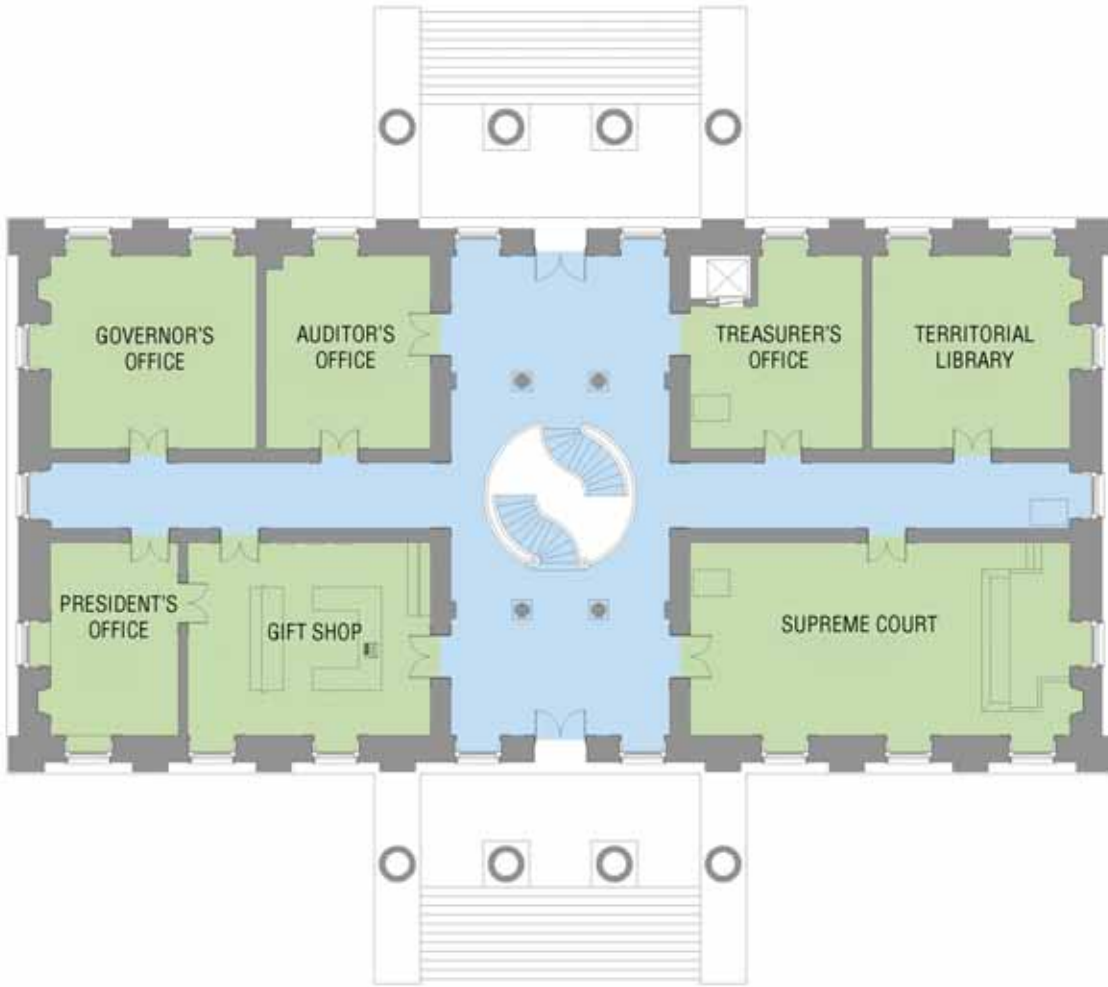 GOVERNOR'S
OFFICE
AUDITOR'S
OFFICE
TREASURER'S
OFFICE
TERRITORIAL
LIBRARY
PRESIDENT'S
OFFICE
GIFT SHOP
SUPREME COURT